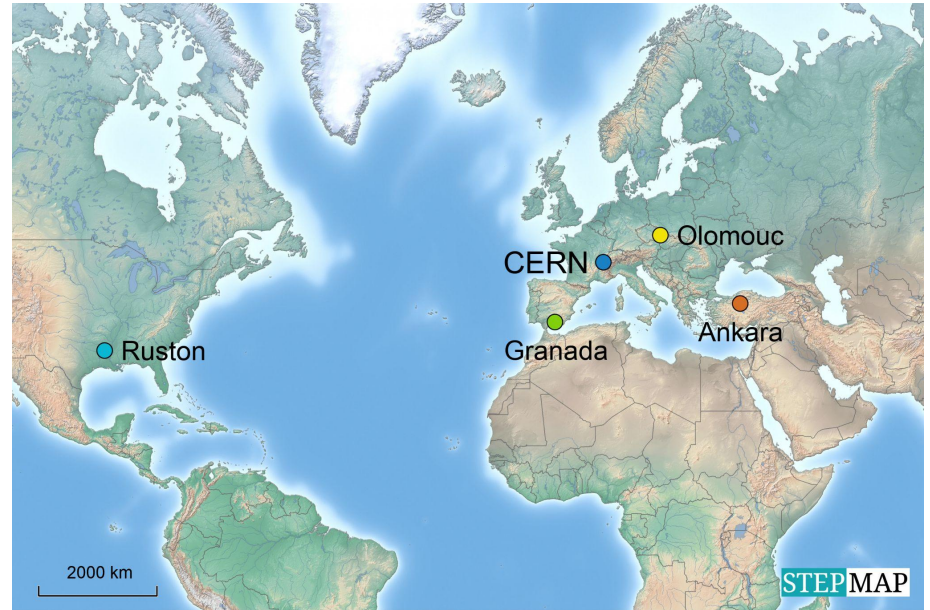 Olomouc
CERN
Ankara
Granada
Ruston
2000 km
STEPMAP